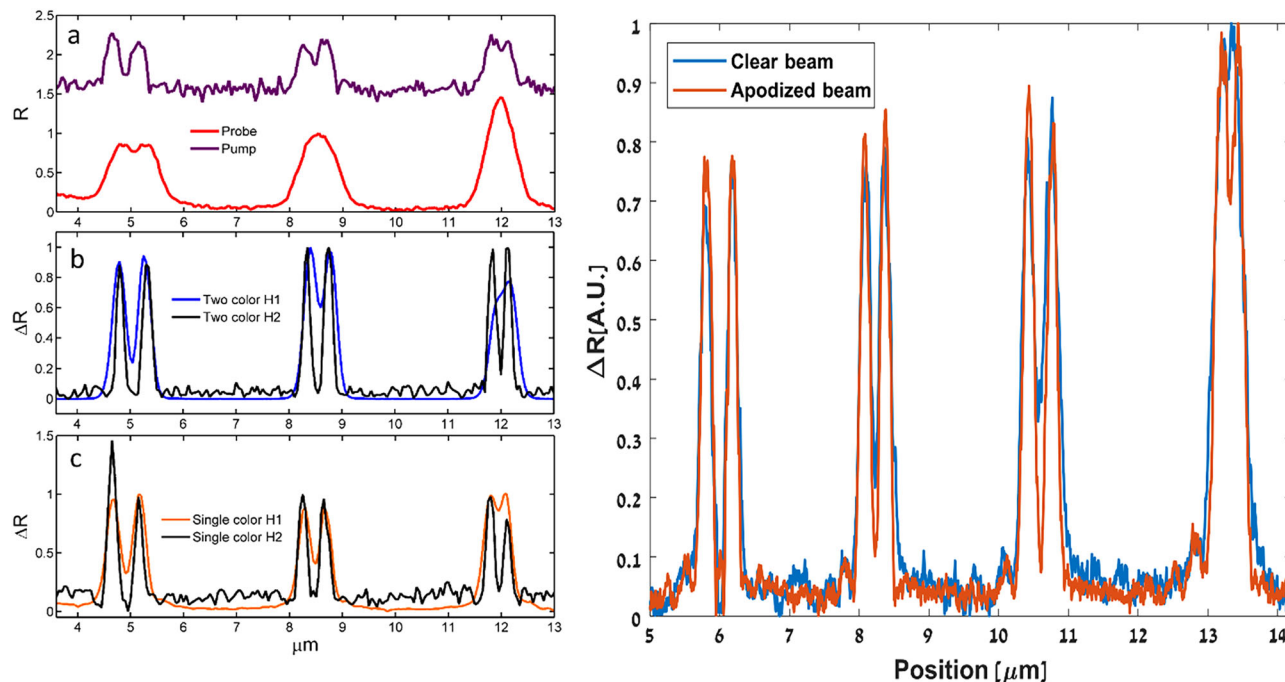 a
2.5
2
1.5
1
0.5
0
R
Probe
Pump
4 5 6 7 8 9 10 11 12 13
b
1
0.8
0.6
0.4
0.2
0
ΔR
Two color H1
Two color H2
4 5 6 7 8 9 10 11 12 13
c
1.5
1
0.5
0
ΔR
Single color H1
Single color H2
4 5 6 7 8 9 10 11 12 13
μm
1
0.9
0.8
0.7
0.6
0.5
0.4
0.3
0.2
0.1
0
ΔR[A.U.]
Clear beam
Apodized beam
5 6 7 8 9 10 11 12 13 14
Position [μm]